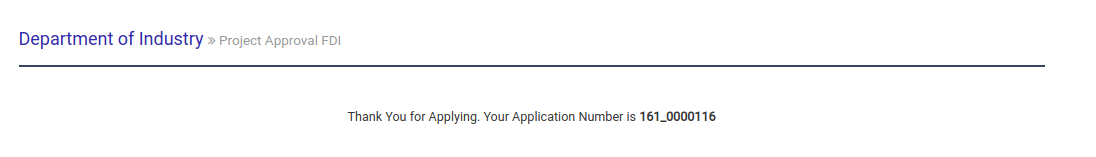 Department of Industry » Project Approval FDI
Thank You for Applying. Your Application Number is 161_0000116